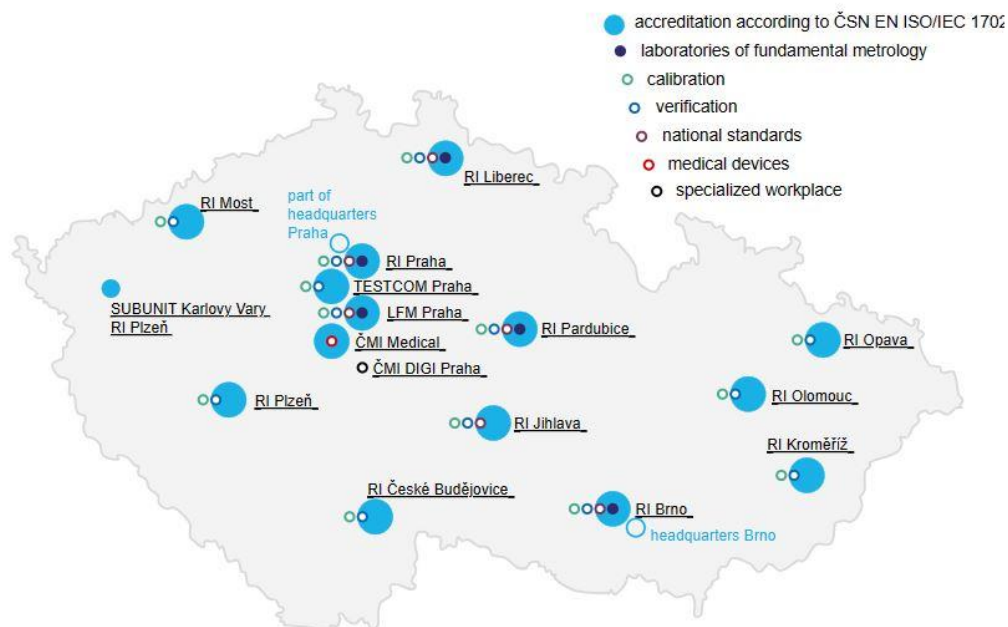 accreditation according to ČSN EN ISO/IEC 1702
laboratories of fundamental metrology
calibration
verification
national standards
medical devices
specialized workplace
RI Liberec
RI Most
part of
headquarters
Praha
RI Praha
TESTCOM Praha
SUBUNIT Karlovy Vary
RI Plzeň
LFM Praha
RI Pardubice
RI Opava
ČMI Medical
ČMI DIGI Praha
RI Plzeň
RI Olomouc
RI Jihlava
RI Kroměříž
RI České Budějovice
RI Brno
headquarters Brno